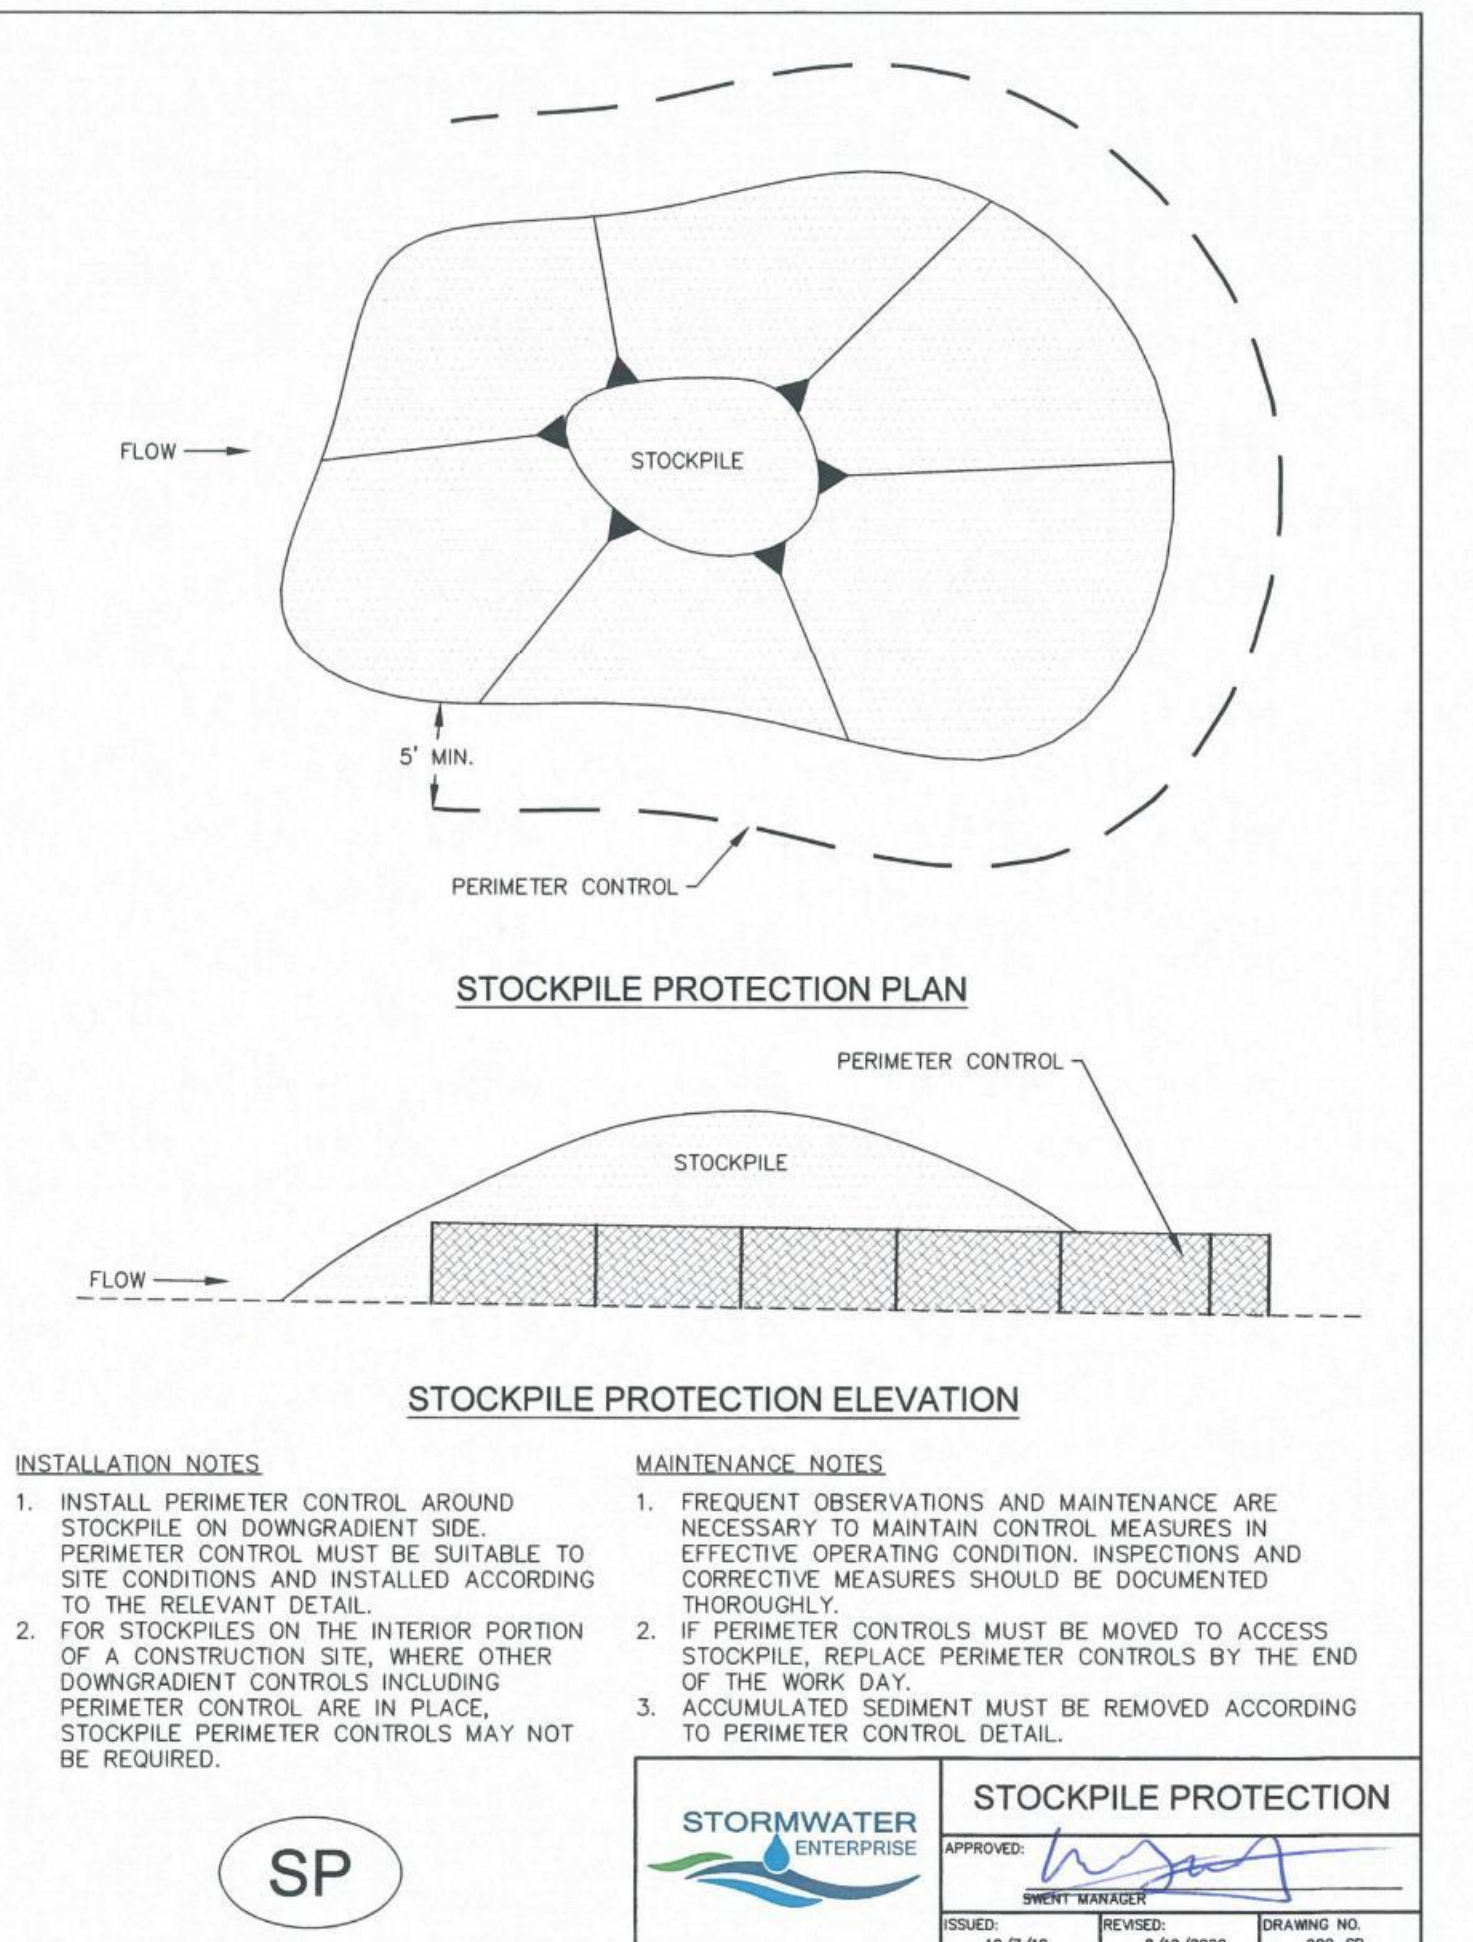 FLOW
STOCKPILE
5' MIN.
PERIMETER CONTROL
STOCKPILE PROTECTION PLAN
PERIMETER CONTROL
STOCKPILE
FLOW
STOCKPILE PROTECTION ELEVATION
INSTALLATION NOTES
1. INSTALL PERIMETER CONTROL AROUND
STOCKPILE ON DOWNGRADIENT SIDE.
PERIMETER CONTROL MUST BE SUITABLE TO
SITE CONDITIONS AND INSTALLED ACCORDING
TO THE RELEVANT DETAIL.
2. FOR STOCKPILES ON THE INTERIOR PORTION
OF A CONSTRUCTION SITE, WHERE OTHER
DOWNGRADIENT CONTROLS INCLUDING
PERIMETER CONTROL ARE IN PLACE,
STOCKPILE PERIMETER CONTROLS MAY NOT
BE REQUIRED.
MAINTENANCE NOTES
1. FREQUENT OBSERVATIONS AND MAINTENANCE ARE
NECESSARY TO MAINTAIN CONTROL MEASURES IN
EFFECTIVE OPERATING CONDITION. INSPECTIONS AND
CORRECTIVE MEASURES SHOULD BE DOCUMENTED
THOROUGHLY.
2. IF PERIMETER CONTROLS MUST BE MOVED TO ACCESS
STOCKPILE, REPLACE PERIMETER CONTROLS BY THE END
OF THE WORK DAY.
3. ACCUMULATED SEDIMENT MUST BE REMOVED ACCORDING
TO PERIMETER CONTROL DETAIL.
SP
STORMWATER
ENTERPRISE
STOCKPILE PROTECTION
APPROVED:
SWENT MANAGER
ISSUED:
REVISED:
DRAWING NO.